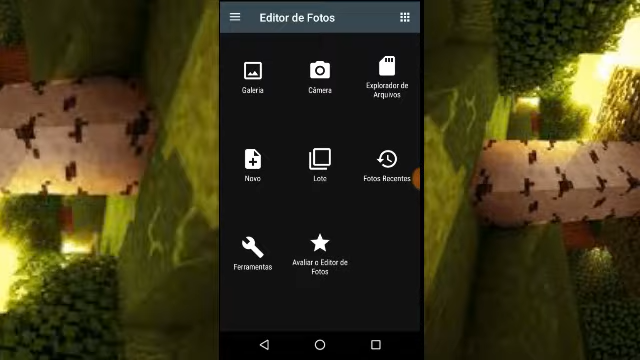 Editor de Fotos
Galeria
Câmera
Explorador de
Arquivos
Novo
Lote
Fotos Recentes
Ferramentas
Avaliar o Editor de
Fotos